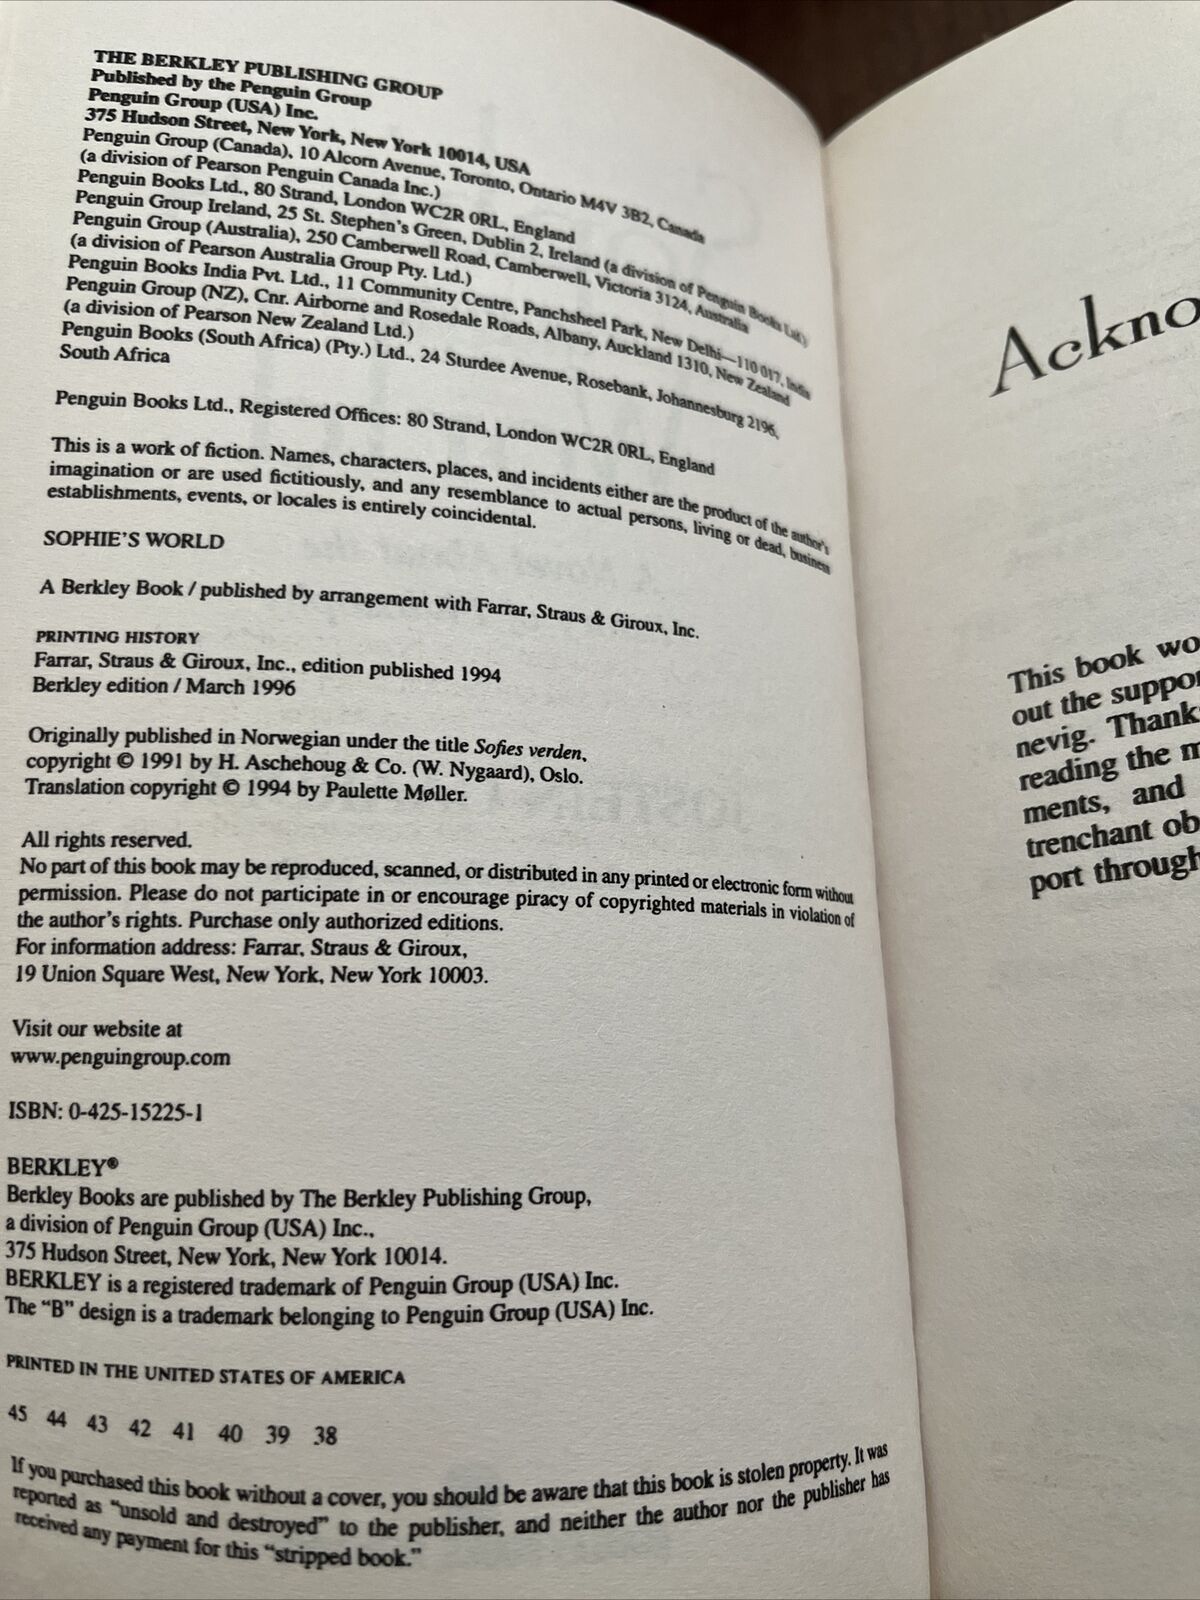 THE BERKLEY PUBLISHING GROUP
Published by the Penguin Group
Penguin Group (USA) Inc.
375 Hudson Street, New York, New York 10014, USA
Penguin Group (Canada), 10 Alcorn Avenue, Toronto, Ontario M4V 3B2, Canada
(a division of Pearson Penguin Canada Inc.)
Penguin Books Ltd., 80 Strand, London WC2R 0RL, England
Penguin Group Ireland, 25 St. Stephen's Green, Dublin 2, Ireland (a division of Penguin Books Ltd.)
Penguin Group (Australia), 250 Camberwell Road, Camberwell, Victoria 3124, Australia
(a division of Pearson Australia Group Pty. Ltd.)
Penguin Books India Pvt. Ltd., 11 Community Centre, Panchsheel Park, New Delhi—110 017, India
Penguin Group (NZ), Cnr. Airborne and Rosedale Roads, Albany, Auckland 1310, New Zealand
(a division of Pearson New Zealand Ltd.)
Penguin Books (South Africa) (Pty.) Ltd., 24 Sturdee Avenue, Rosebank, Johannesburg 2196,
South Africa
Penguin Books Ltd., Registered Offices: 80 Strand, London WC2R 0RL, England
This is a work of fiction. Names, characters, places, and incidents either are the product of the author's
imagination or are used fictitiously, and any resemblance to actual persons, living or dead, business
establishments, events, or locales is entirely coincidental.
SOPHIE'S WORLD
A Berkley Book / published by arrangement with Farrar, Straus & Giroux, Inc.
PRINTING HISTORY
Farrar, Straus & Giroux, Inc., edition published 1994
Berkley edition / March 1996
Originally published in Norwegian under the title Sofies verden,
copyright © 1991 by H. Aschehoug & Co. (W. Nygaard), Oslo.
Translation copyright © 1994 by Paulette Møller.
All rights reserved.
No part of this book may be reproduced, scanned, or distributed in any printed or electronic form without
permission. Please do not participate in or encourage piracy of copyrighted materials in violation of
the author's rights. Purchase only authorized editions.
For information address: Farrar, Straus & Giroux,
19 Union Square West, New York, New York 10003.
Visit our website at
www.penguingroup.com
ISBN: 0-425-15225-1
BERKLEY®
Berkley Books are published by The Berkley Publishing Group,
a division of Penguin Group (USA) Inc.,
375 Hudson Street, New York, New York 10014.
BERKLEY is a registered trademark of Penguin Group (USA) Inc.
The "B" design is a trademark belonging to Penguin Group (USA) Inc.
PRINTED IN THE UNITED STATES OF AMERICA
45 44 43 42 41 40 39 38
If you purchased this book without a cover, you should be aware that this book is stolen property. It was
reported as "unsold and destroyed" to the publisher, and neither the author nor the publisher has
received any payment for this "stripped book."
Ackno
This book wo
out the suppor
nevig. Thanks
reading the m
ments, and
trenchant ob
port through